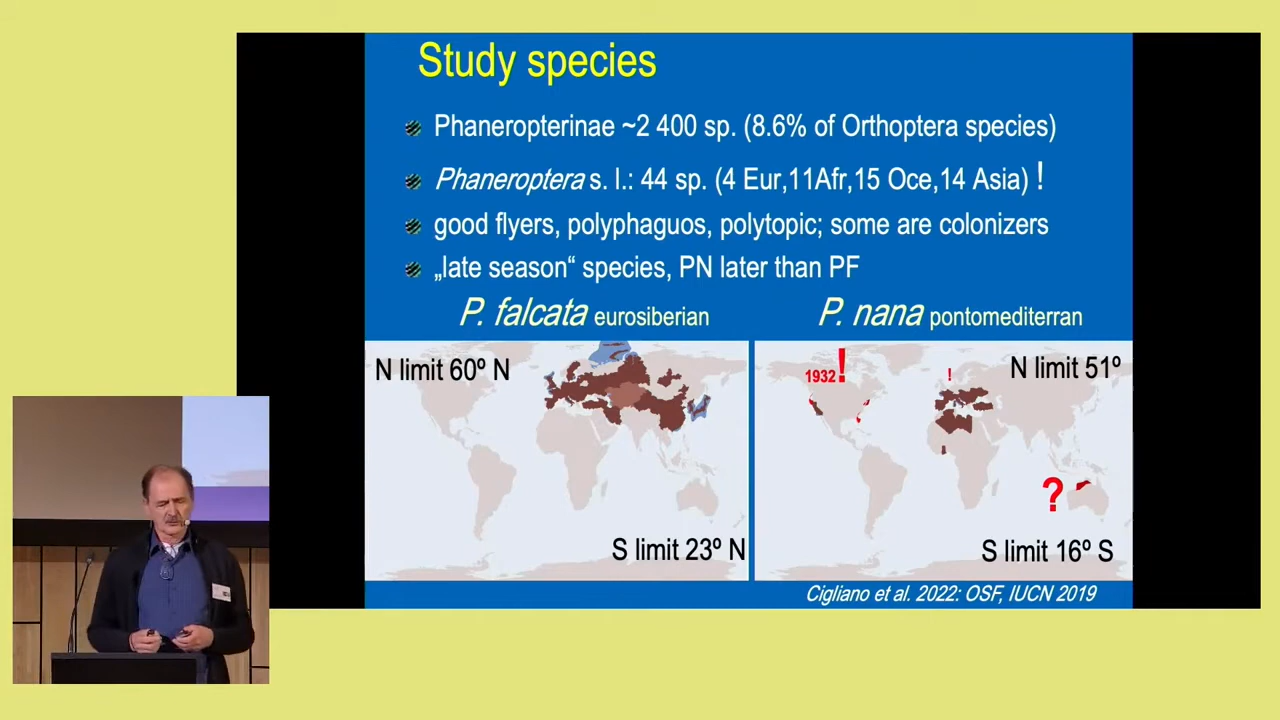 Study species
Phaneropterinae ~2 400 sp. (8.6% of Orthoptera species)
Phaneroptera s. l.: 44 sp. (4 Eur,11Afr,15 Oce,14 Asia) !
good flyers, polyphaguos, polytopic; some are colonizers
„late season“ species, PN later than PF
P. falcata eurosiberian
N limit 60º N
S limit 23º N
P. nana pontomediterran
1932!
!
N limit 51º
?
S limit 16º S
Cigliano et al. 2022: OSF, IUCN 2019